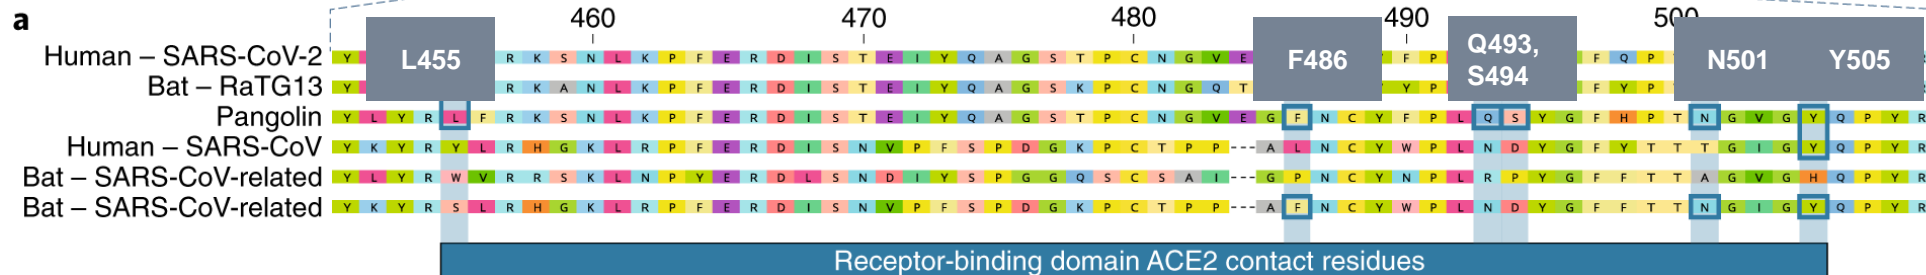 a
460 470 480 490 500
L455 F486 Q493,
S494 N501 Y505
Human – SARS-CoV-2 Y R K S N L K P F E R D I S T E I Y Q A G S T P C N G V E F P F Q P
Bat – RaTG13 Y R K A N L K P F E R D I S T E I Y Q A G S K P C N G Q T Y P F Y P
Pangolin Y L Y R L F R K S N L K P F E R D I S T E I Y Q A G S T P C N G V E G F N C Y F P L Q S Y G F H P T N G V G Y Q P Y R
Human – SARS-CoV Y K Y R Y L R H G K L R P F E R D I S N V P F S P D G K P C T P P --- A L N C Y W P L N D Y G F Y T T T G I G Y Q P Y R
Bat – SARS-CoV-related Y L Y R W V R R S K L N P Y E R D L S N D I Y S P G G Q S C S A I --- G P N C Y N P L R P Y G F F T T A G V G H Q P Y R
Bat – SARS-CoV-related Y K Y R S L R H G K L R P F E R D I S N V P F S P D G K P C T P P --- A F N C Y W P L N D Y G F F T T N G I G Y Q P Y R
Receptor-binding domain ACE2 contact residues